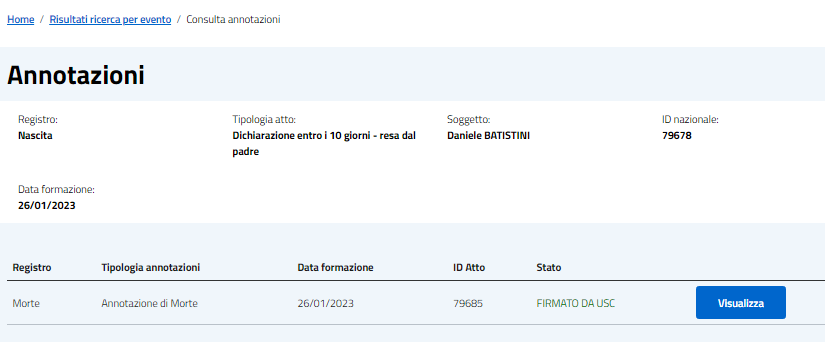 Home / Risultati ricerca per evento / Consulta annotazioni
Annotazioni
Registro:
Nascita
Tipologia atto:
Dichiarazione entro i 10 giorni - resa dal
padre
Soggetto:
Daniele BATISTINI
ID nazionale:
79678
Data formazione:
26/01/2023
Registro Tipologia annotazioni Data formazione ID Atto Stato
Morte Annotazione di Morte 26/01/2023 79685 FIRMATO DA USC Visualizza